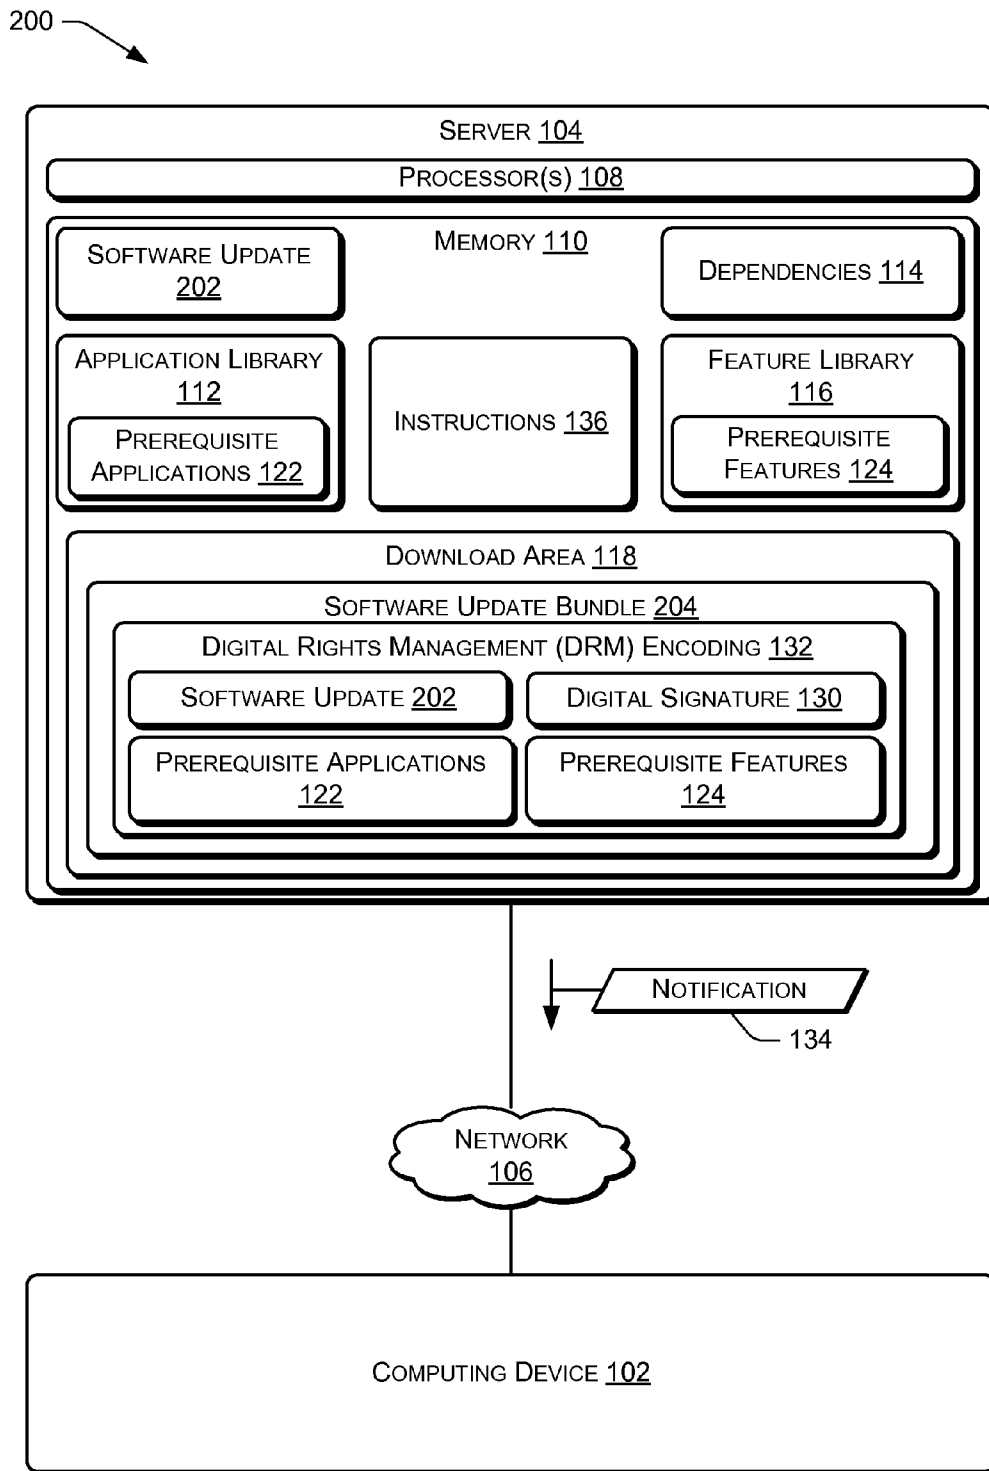 200
SERVER 104
PROCESSOR(S) 108
MEMORY 110
SOFTWARE UPDATE
202
DEPENDENCIES 114
APPLICATION LIBRARY
112
PREREQUISITE
APPLICATIONS 122
INSTRUCTIONS 136
FEATURE LIBRARY
116
PREREQUISITE
FEATURES 124
DOWNLOAD AREA 118
SOFTWARE UPDATE BUNDLE 204
DIGITAL RIGHTS MANAGEMENT (DRM) ENCODING 132
SOFTWARE UPDATE 202
DIGITAL SIGNATURE 130
PREREQUISITE APPLICATIONS
122
PREREQUISITE FEATURES
124
NOTIFICATION
134
NETWORK
106
COMPUTING DEVICE 102